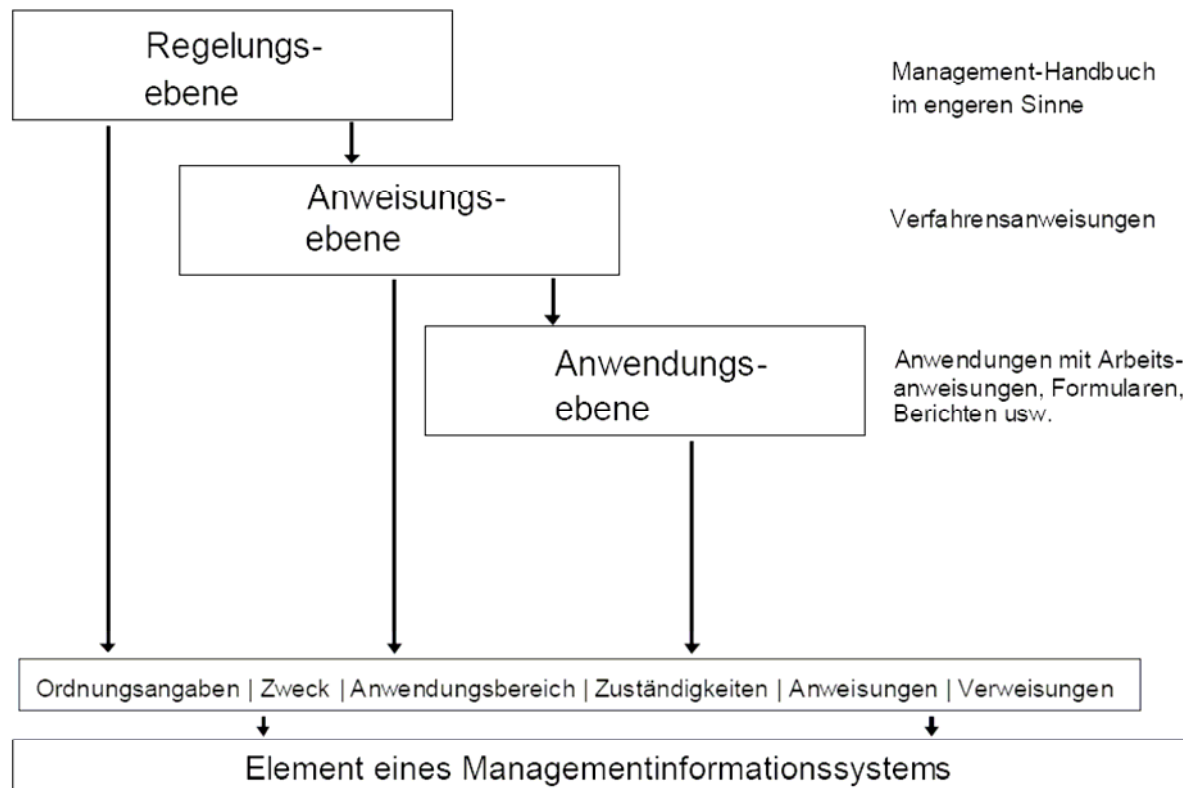 Regelungs-
ebene
Management-Handbuch
im engeren Sinne
Anweisungs-
ebene
Verfahrensanweisungen
Anwendungs-
ebene
Anwendungen mit Arbeits-
anweisungen, Formularen,
Berichten usw.
Ordnungsangaben | Zweck | Anwendungsbereich | Zuständigkeiten | Anweisungen | Verweisungen
Element eines Managementinformationssystems